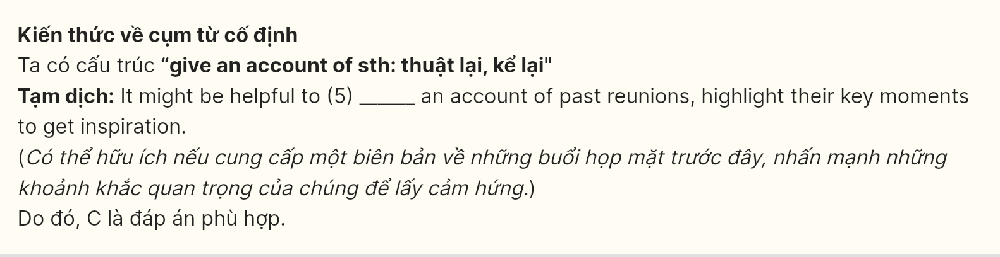 Kiến thức về cụm từ cố định
Ta có cấu trúc “give an account of sth: thuật lại, kể lại"
Tạm dịch: It might be helpful to (5) ______ an account of past reunions, highlight their key moments
to get inspiration.
(Có thể hữu ích nếu cung cấp một biên bản về những buổi họp mặt trước đây, nhấn mạnh những
khoảnh khắc quan trọng của chúng để lấy cảm hứng.)
Do đó, C là đáp án phù hợp.